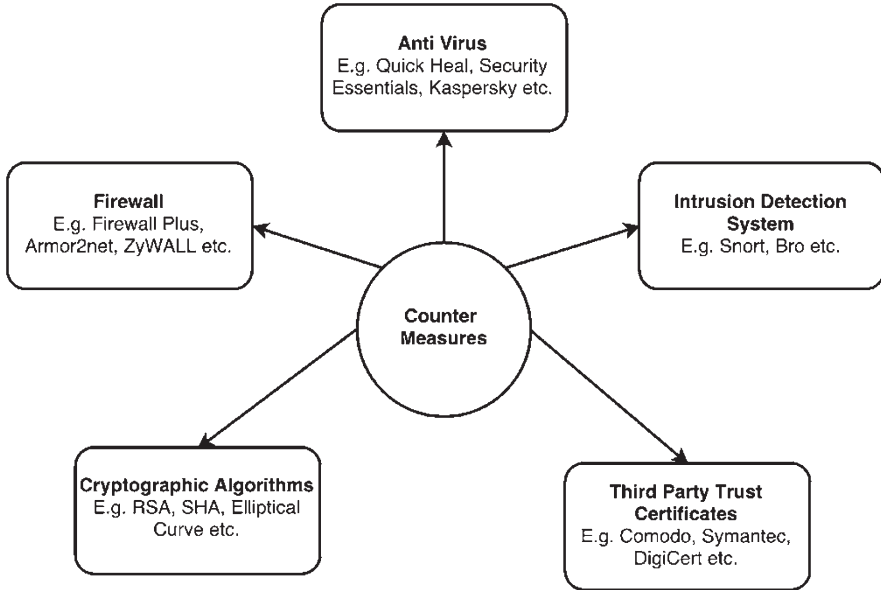 Anti Virus
E.g. Quick Heal, Security
Essentials, Kaspersky etc.
Firewall
E.g. Firewall Plus,
Armor2net, ZyWALL etc.
Intrusion Detection
System
E.g. Snort, Bro etc.
Counter
Measures
Cryptographic Algorithms
E.g. RSA, SHA, Elliptical
Curve etc.
Third Party Trust
Certificates
E.g. Comodo, Symantec,
DigiCert etc.